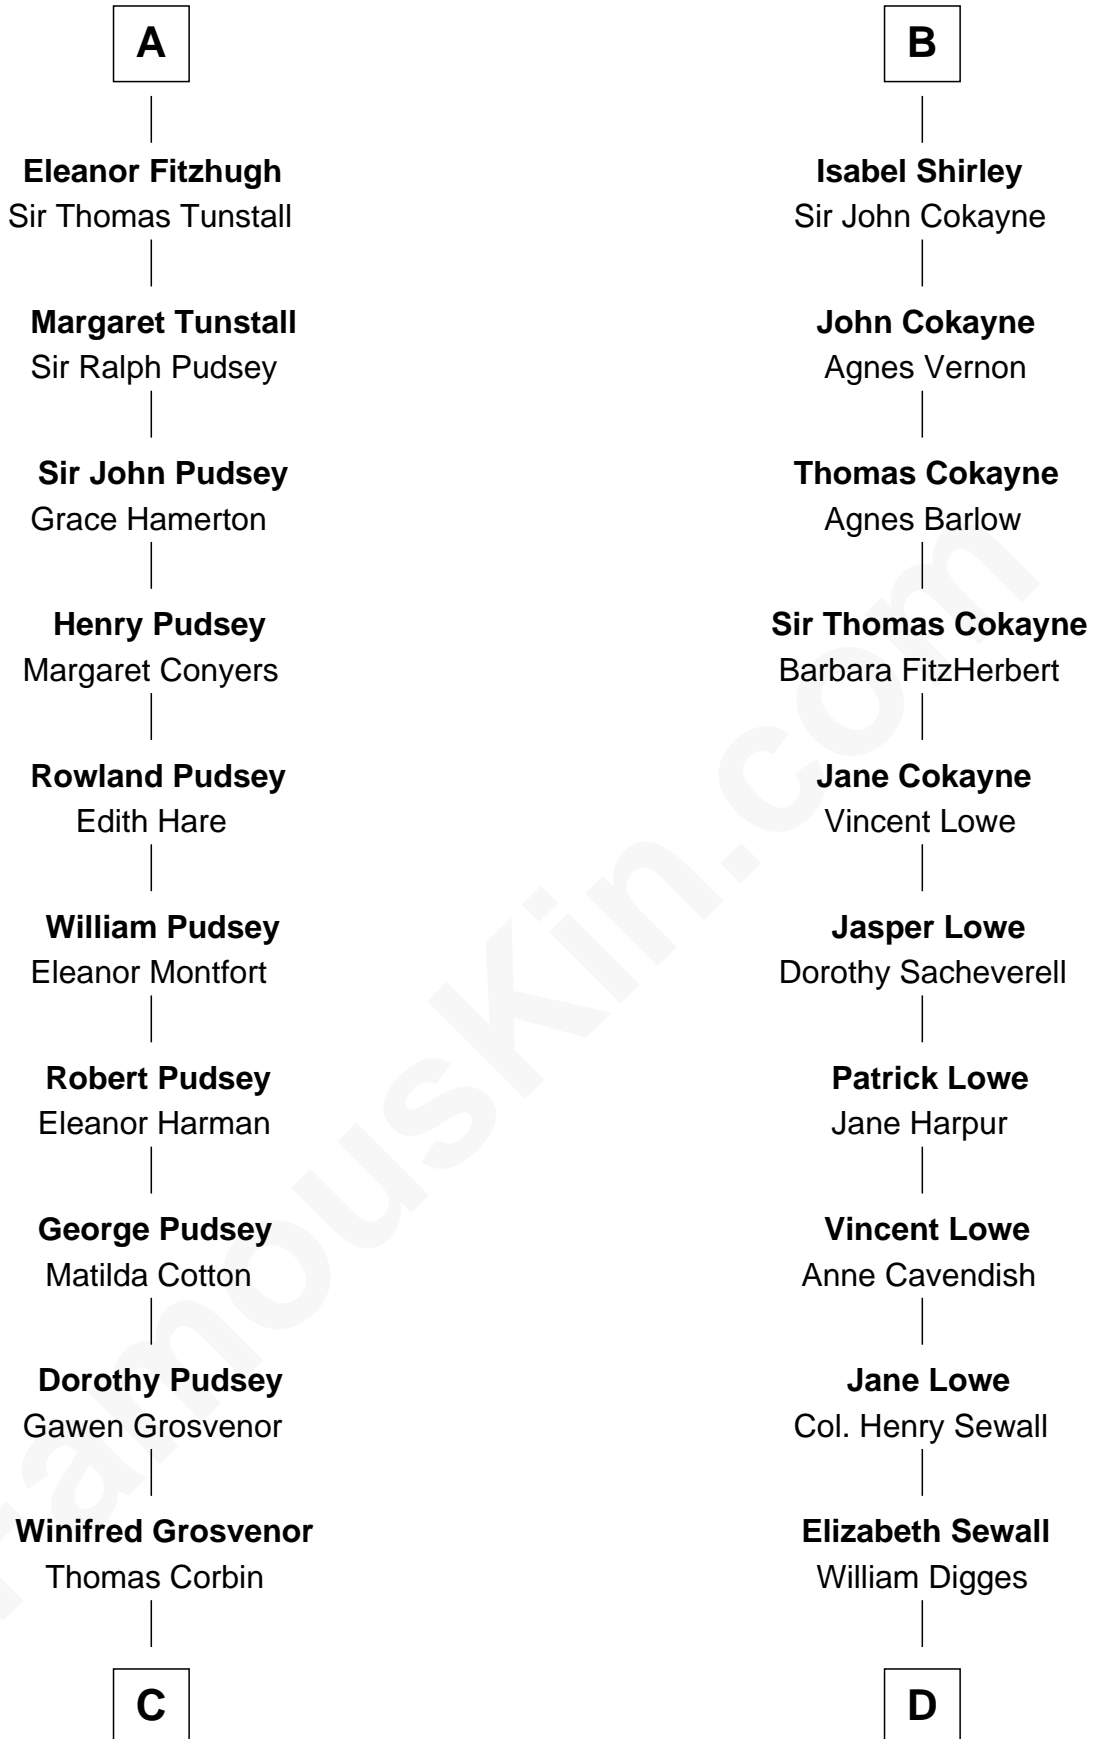 A
Eleanor Fitzhugh
Sir Thomas Tunstall
Margaret Tunstall
Sir Ralph Pudsey
Sir John Pudsey
Grace Hamerton
Henry Pudsey
Margaret Conyers
Rowland Pudsey
Edith Hare
William Pudsey
Eleanor Montfort
Robert Pudsey
Eleanor Harman
George Pudsey
Matilda Cotton
Dorothy Pudsey
Gawen Grosvenor
Winifred Grosvenor
Thomas Corbin
C
B
Isabel Shirley
Sir John Cokayne
John Cokayne
Agnes Vernon
Thomas Cokayne
Agnes Barlow
Sir Thomas Cokayne
Barbara FitzHerbert
Jane Cokayne
Vincent Lowe
Jasper Lowe
Dorothy Sacheverell
Patrick Lowe
Jane Harpur
Vincent Lowe
Anne Cavendish
Jane Lowe
Col. Henry Sewall
Elizabeth Sewall
William Digges
D
FamousKin.com